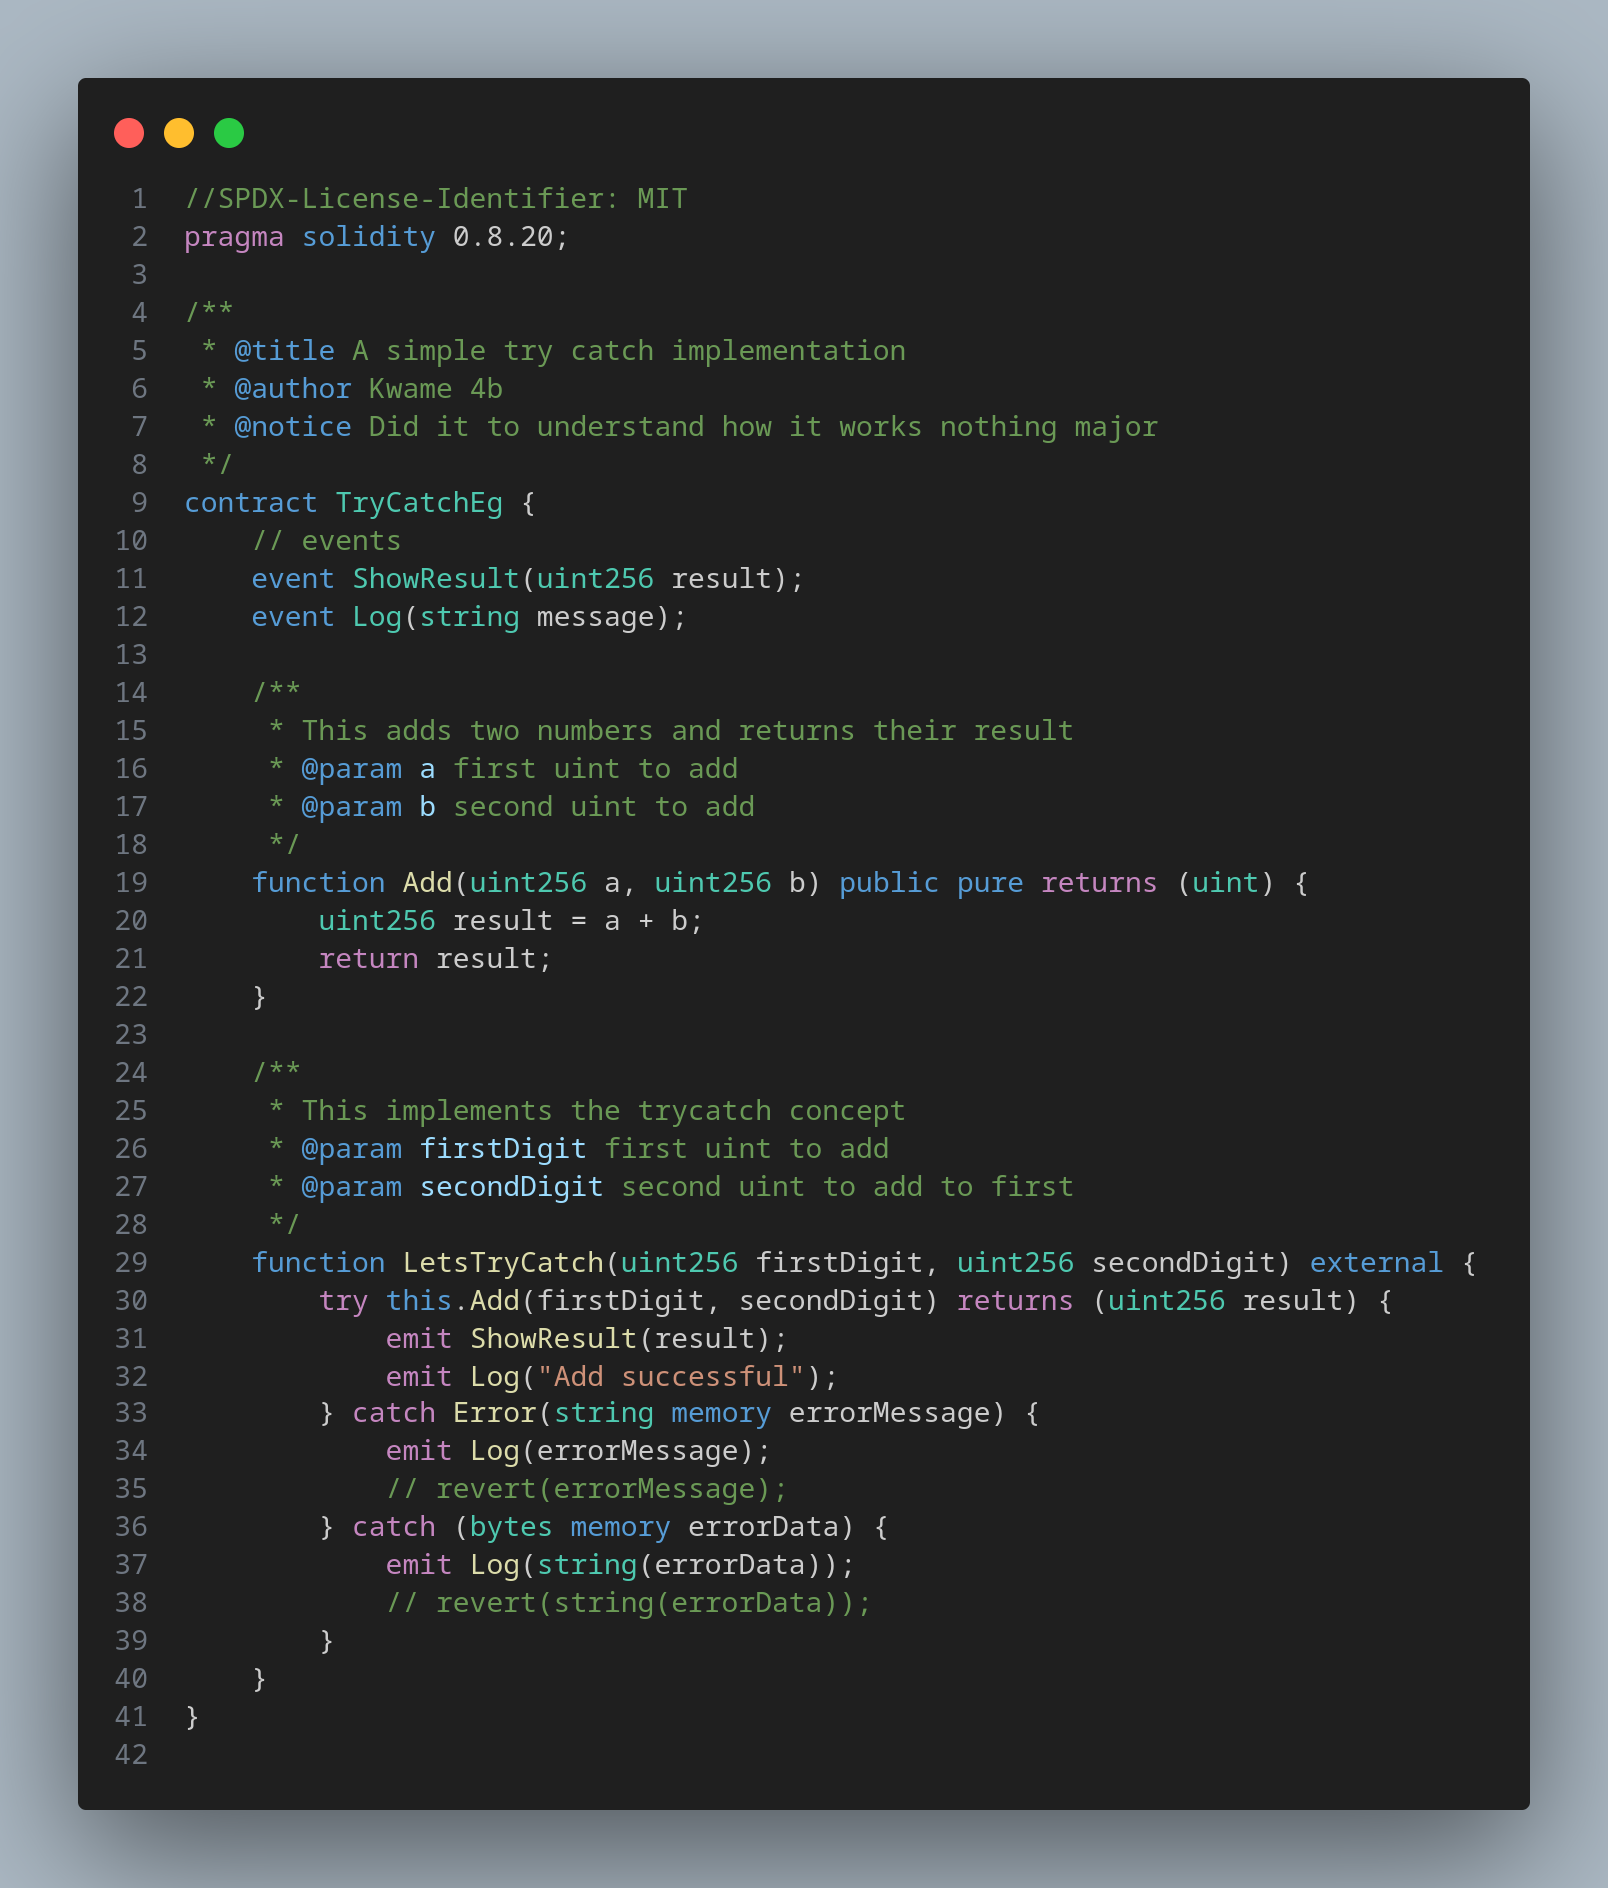 1 //SPDX-License-Identifier: MIT
2 pragma solidity 0.8.20;
3
4 /**
5  * @title A simple try catch implementation
6  * @author Kwame 4b
7  * @notice Did it to understand how it works nothing major
8  */
9 contract TryCatchEg {
10     // events
11     event ShowResult(uint256 result);
12     event Log(string message);
13
14     /**
15      * This adds two numbers and returns their result
16      * @param a first uint to add
17      * @param b second uint to add
18      */
19     function Add(uint256 a, uint256 b) public pure returns (uint) {
20         uint256 result = a + b;
21         return result;
22     }
23
24     /**
25      * This implements the trycatch concept
26      * @param firstDigit first uint to add
27      * @param secondDigit second uint to add to first
28      */
29     function LetsTryCatch(uint256 firstDigit, uint256 secondDigit) external {
30         try this.Add(firstDigit, secondDigit) returns (uint256 result) {
31             emit ShowResult(result);
32             emit Log("Add successful");
33         } catch Error(string memory errorMessage) {
34             emit Log(errorMessage);
35             // revert(errorMessage);
36         } catch (bytes memory errorData) {
37             emit Log(string(errorData));
38             // revert(string(errorData));
39         }
40     }
41 }
42